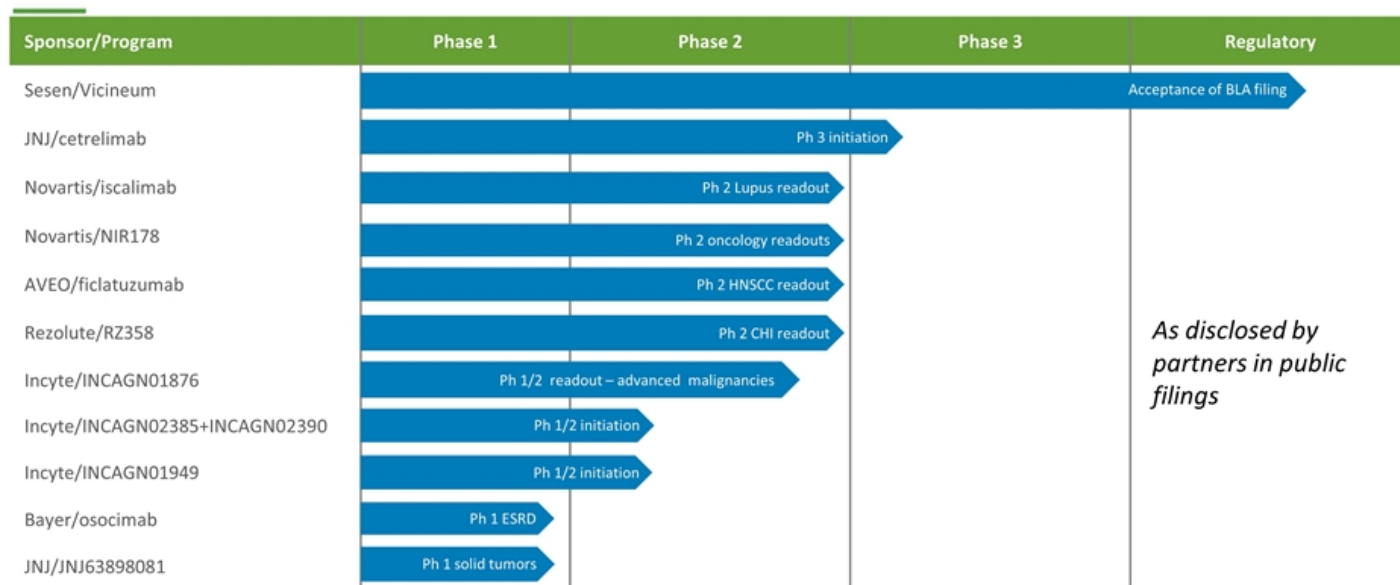 Sponsor/Program Phase 1 Phase 2 Phase 3 Regulatory
Sesen/Vicineum Acceptance of BLA filing
JNJ/cetrelimab Ph 3 initiation
Novartis/iscalimab Ph 2 Lupus readout
Novartis/NIR178 Ph 2 oncology readouts
AVEO/ficlatuzumab Ph 2 HNSCC readout
Rezolute/RZ358 Ph 2 CHI readout
Incyte/INCAGN01876 Ph 1/2 readout – advanced malignancies
Incyte/INCAGN02385+INCAGN02390 Ph 1/2 initiation
Incyte/INCAGN01949 Ph 1/2 initiation
Bayer/osocimab Ph 1 ESRD
JNJ/JNJ63898081 Ph 1 solid tumors
As disclosed by
partners in public
filings